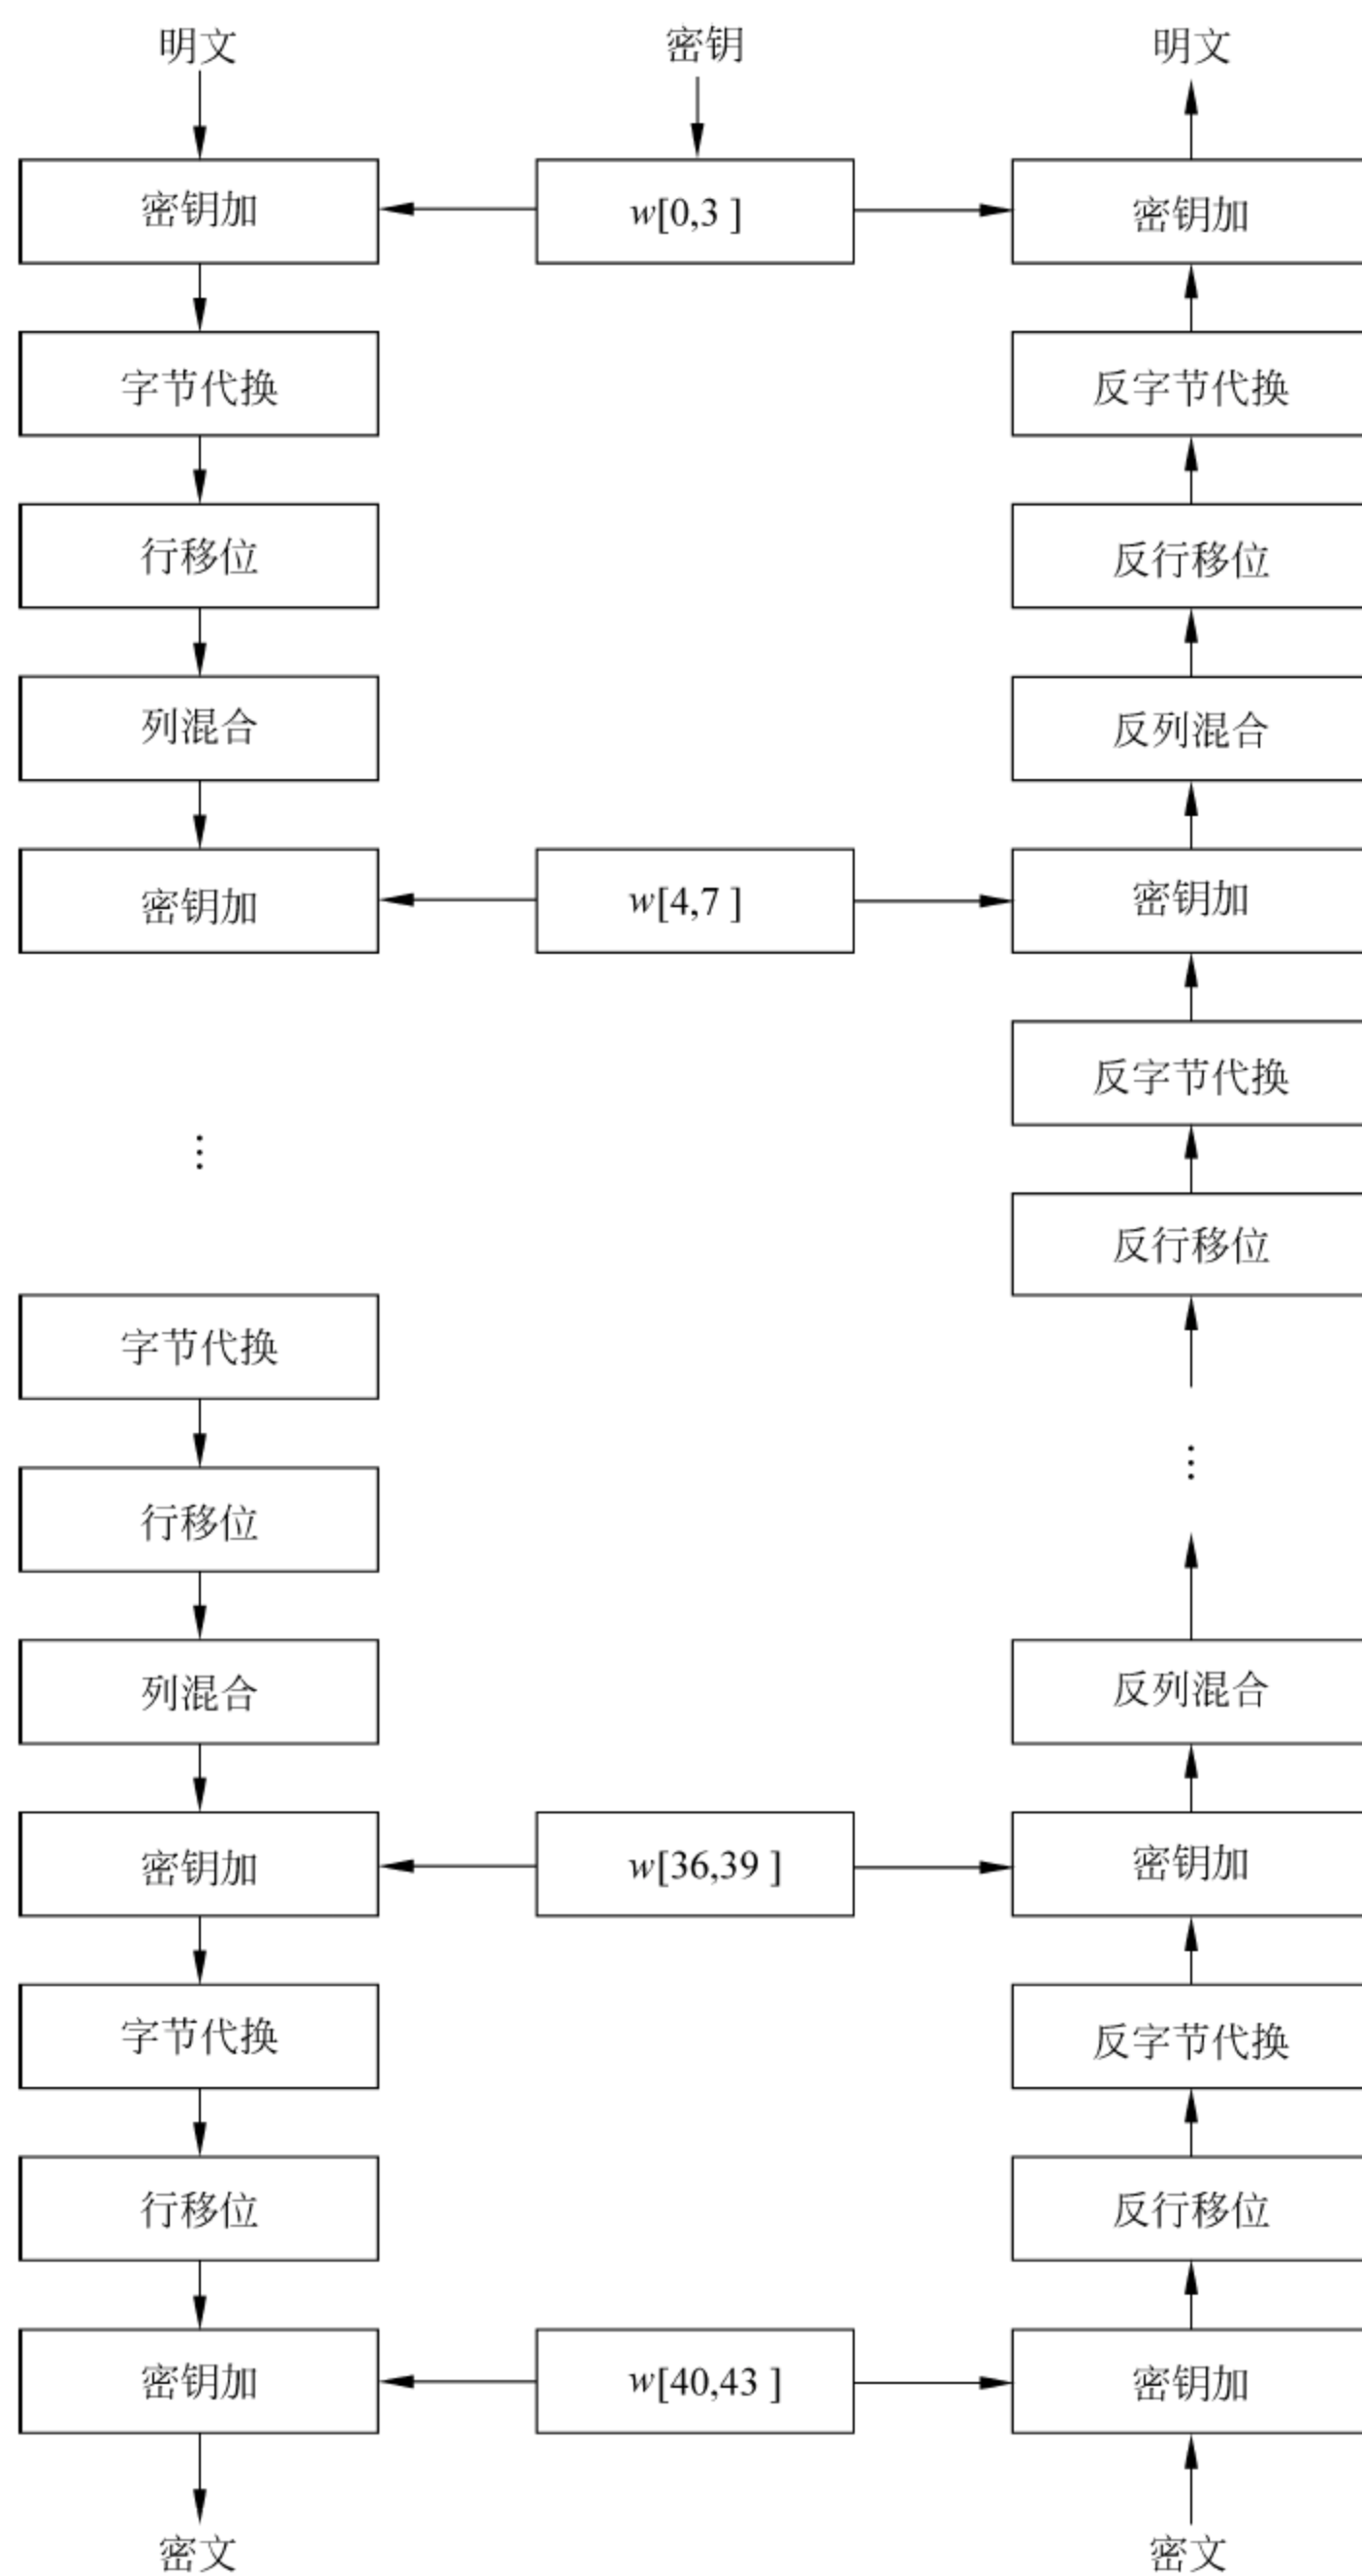 明文 密钥 明文
密钥加 w[0,3 ] 密钥加
字节代换 反字节代换
行移位 反行移位
列混合 反列混合
密钥加 w[4,7 ] 密钥加
反字节代换
⋮
反行移位
字节代换
⋮
行移位
列混合 反列混合
密钥加 w[36,39 ] 密钥加
字节代换 反字节代换
行移位 反行移位
密钥加 w[40,43 ] 密钥加
密文 密文